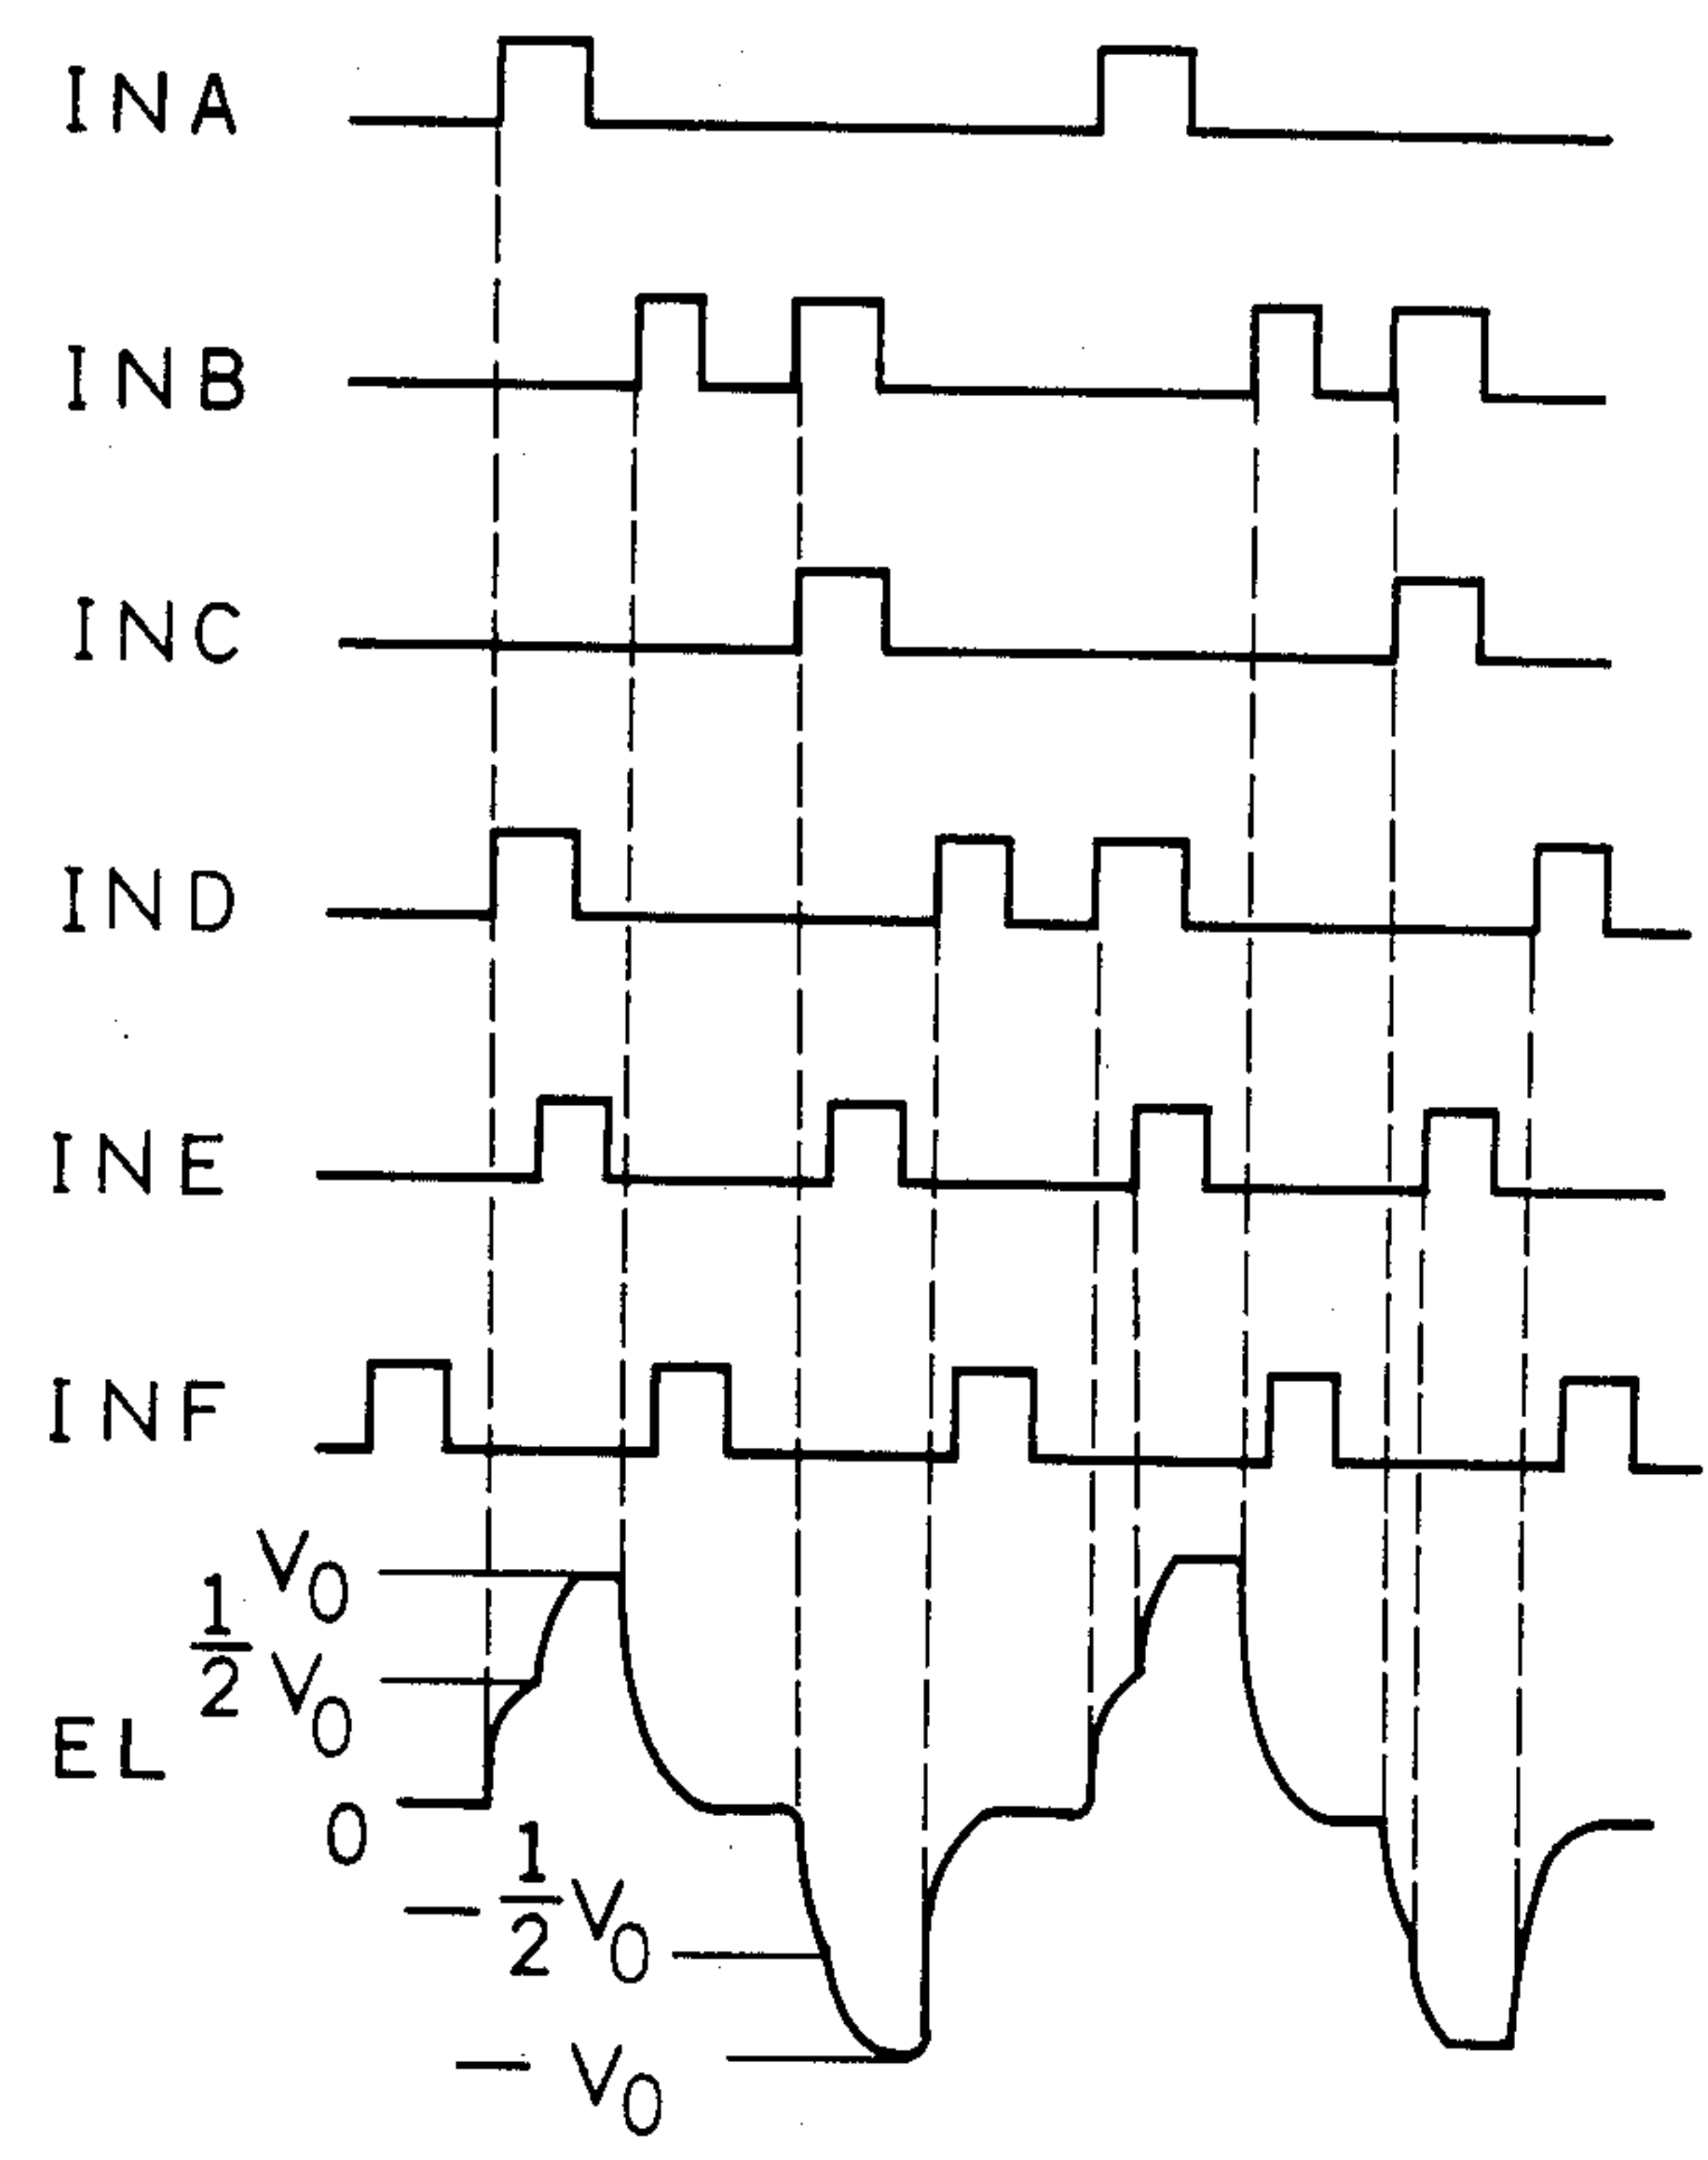 INA
INB
INC
IND
INE
INF
V0
1/2 V0
EL
0
- 1/2 V0
- V0